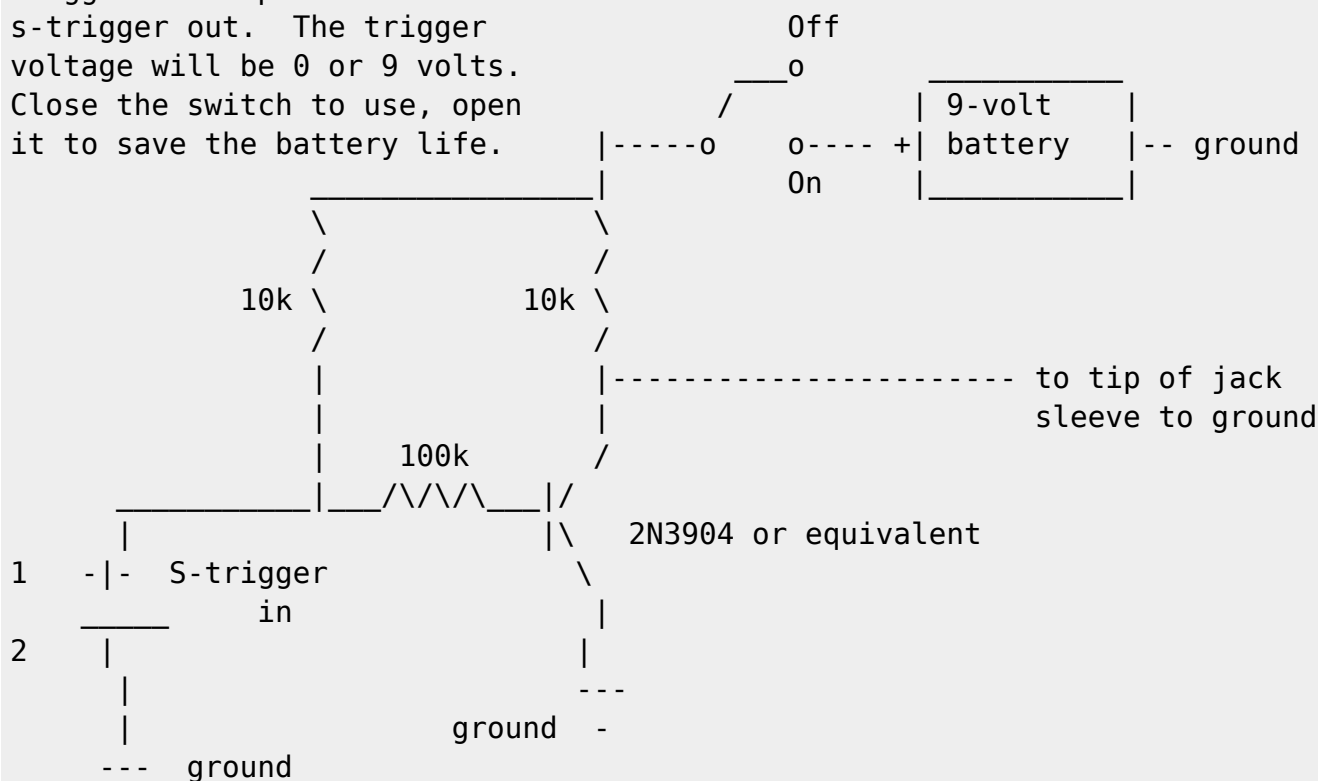 s-trigger out. The trigger Off
voltage will be 0 or 9 volts.
Close the switch to use, open 9-volt
it to save the battery life. + battery ground
On
10k 10k
to tip of jack
sleeve to ground
100k
2N3904 or equivalent
1 S-trigger
in
2
ground
ground